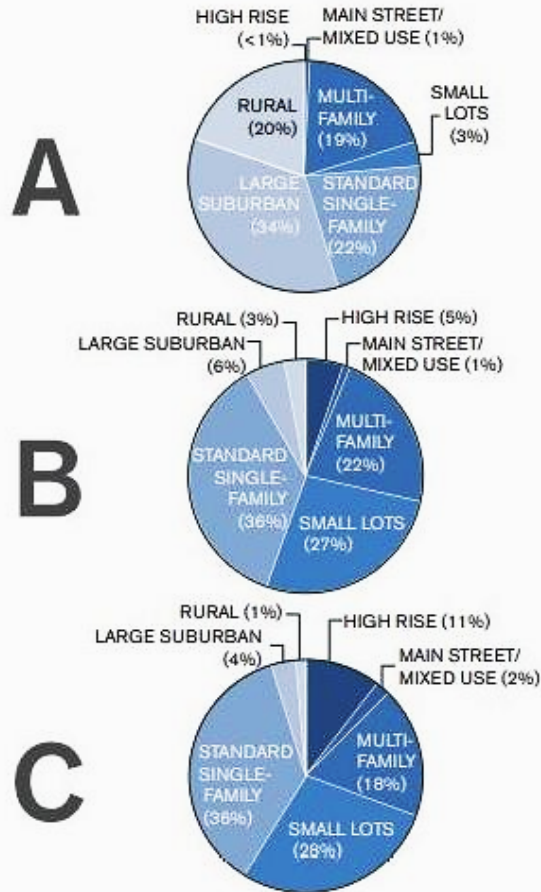 HIGH RISE
(<1%)
MAIN STREET/
MIXED USE (1%)
RURAL
(20%)
MULTI-
FAMILY
(19%)
SMALL
LOTS
(3%)
A
LARGE
SUBURBAN
(34%)
STANDARD
SINGLE-
FAMILY
(22%)
RURAL (3%)
HIGH RISE (5%)
LARGE SUBURBAN
(6%)
MAIN STREET/
MIXED USE (1%)
B
MULTI-
FAMILY
(22%)
STANDARD
SINGLE-
FAMILY
(36%)
SMALL LOTS
(27%)
RURAL (1%)
HIGH RISE (11%)
LARGE SUBURBAN
(4%)
MAIN STREET/
MIXED USE (2%)
C
MULTI-
FAMILY
(18%)
STANDARD
SINGLE-
FAMILY
(36%)
SMALL LOTS
(28%)